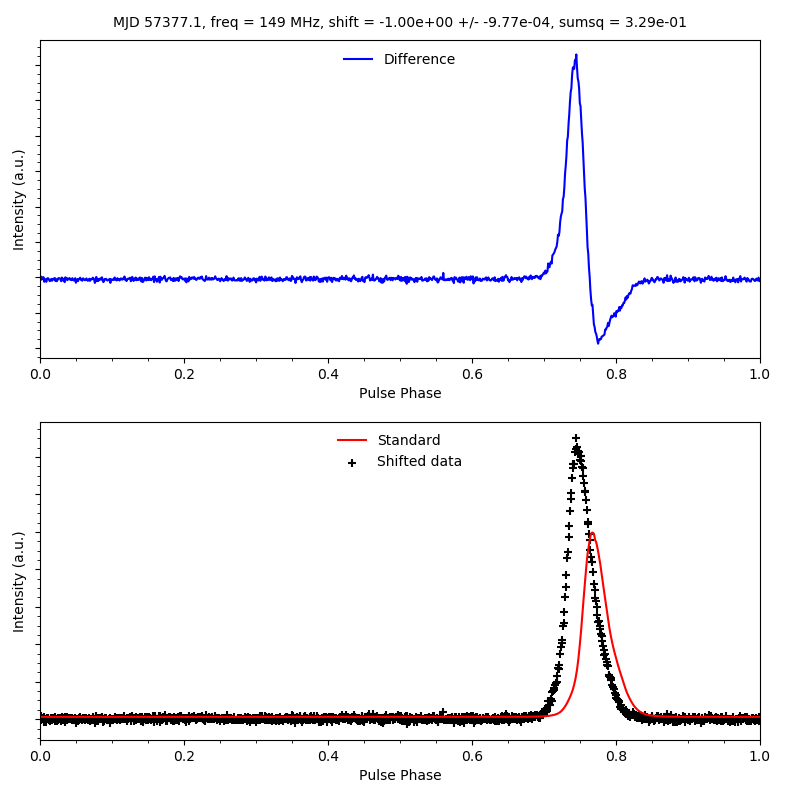 MJD 57377.1, freq = 149 MHz, shift = -1.00e+00 +/- -9.77e-04, sumsq = 3.29e-01
Difference
Intensity (a.u.)
0.0 0.2 0.4 0.6 0.8 1.0
Pulse Phase
Standard
Shifted data
Intensity (a.u.)
0.0 0.2 0.4 0.6 0.8 1.0
Pulse Phase